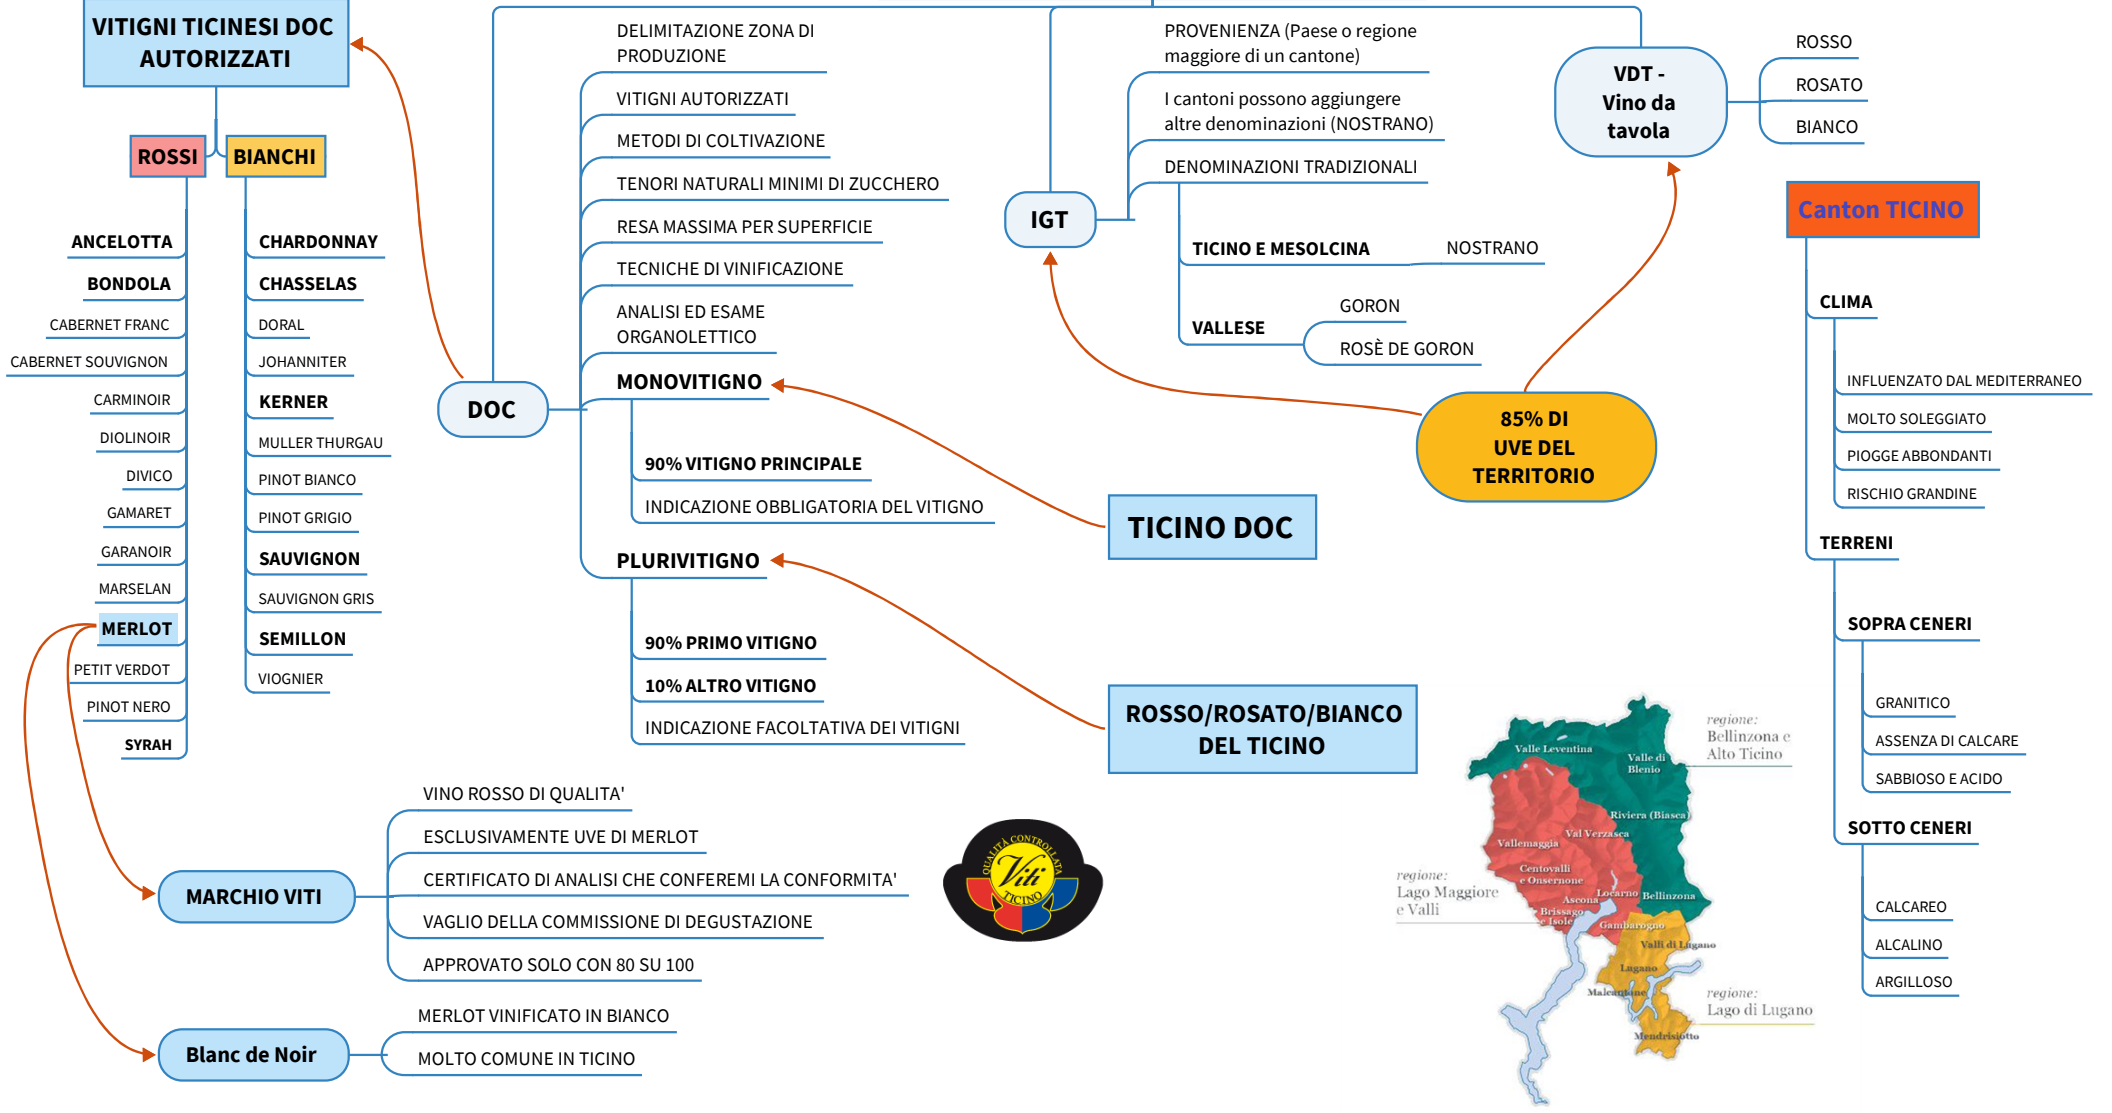 VITIGNI TICINESI DOC
AUTORIZZATI
ROSSI
BIANCHI
ANCELOTTA
BONDOLA
CABERNET FRANC
CABERNET SOUVIGNON
CARMINOIR
DIOLINOIR
DIVICO
GAMARET
GARANOIR
MARSELAN
MERLOT
PETIT VERDOT
PINOT NERO
SYRAH
CHARDONNAY
CHASSELAS
DORAL
JOHANNITER
KERNER
MULLER THURGAU
PINOT BIANCO
PINOT GRIGIO
SAUVIGNON
SAUVIGNON GRIS
SEMILLON
VIOGNIER
DOC
DELIMITAZIONE ZONA DI
PRODUZIONE
VITIGNI AUTORIZZATI
METODI DI COLTIVAZIONE
TENORI NATURALI MINIMI DI ZUCCHERO
RESA MASSIMA PER SUPERFICIE
TECNICHE DI VINIFICAZIONE
ANALISI ED ESAME
ORGANOLETTICO
MONOVITIGNO
90% VITIGNO PRINCIPALE
INDICAZIONE OBBLIGATORIA DEL VITIGNO
PLURIVITIGNO
90% PRIMO VITIGNO
10% ALTRO VITIGNO
INDICAZIONE FACOLTATIVA DEI VITIGNI
TICINO DOC
ROSSO/ROSATO/BIANCO
DEL TICINO
IGT
PROVENIENZA (Paese o regione
maggiore di un cantone)
I cantoni possono aggiungere
altre denominazioni (NOSTRANO)
DENOMINAZIONI TRADIZIONALI
TICINO E MESOLCINA
NOSTRANO
VALLESE
GORON
ROSÈ DE GORON
VDT -
Vino da
tavola
ROSSO
ROSATO
BIANCO
85% DI
UVE DEL
TERRITORIO
Canton TICINO
CLIMA
INFLUENZATO DAL MEDITERRANEO
MOLTO SOLEGGIATO
PIOGGE ABBONDANTI
RISCHIO GRANDINE
TERRENI
SOPRA CENERI
GRANITICO
ASSENZA DI CALCARE
SABBIOSO E ACIDO
SOTTO CENERI
CALCAREO
ALCALINO
ARGILLOSO
MARCHIO VITI
VINO ROSSO DI QUALITA'
ESCLUSIVAMENTE UVE DI MERLOT
CERTIFICATO DI ANALISI CHE CONFEREMI LA CONFORMITA'
VAGLIO DELLA COMMISSIONE DI DEGUSTAZIONE
APPROVATO SOLO CON 80 SU 100
Blanc de Noir
MERLOT VINIFICATO IN BIANCO
MOLTO COMUNE IN TICINO
QUALITÀ CONTROLLATA
Viti
TICINO
regione:
Bellinzona e
Alto Ticino
Valle Leventina
Valle di
Blenio
Riviera (Biasca)
Val Verzasca
Vallemaggia
Centovalli
e Onsernone
Locarno
Bellinzona
Ascona
Brissago
e Isole
Gambarogno
regione:
Lago Maggiore
e Valli
Valli di Lugano
Lugano
Malcantone
Mendrisiotto
regione:
Lago di Lugano